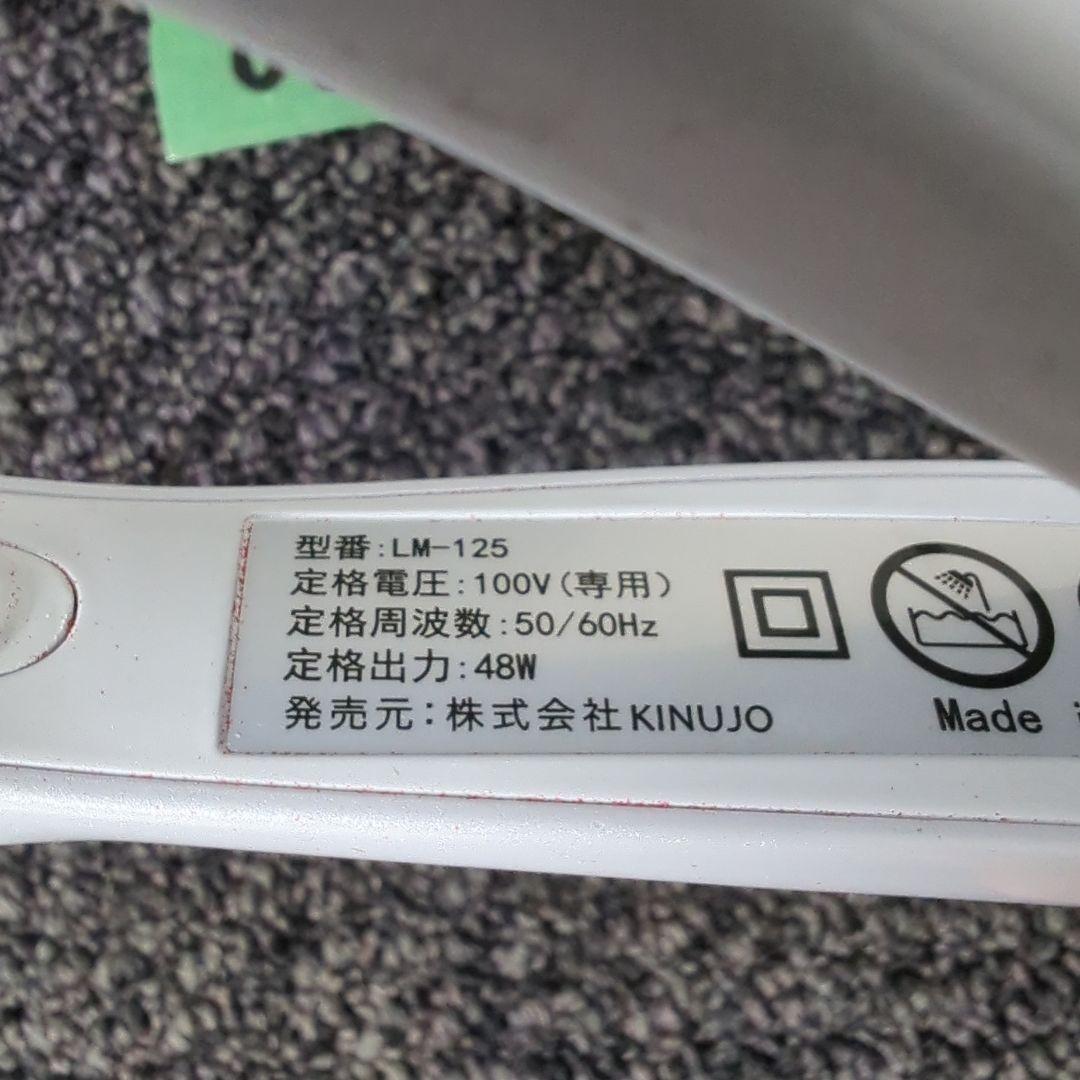 型番:LM-125
定格電圧:100V(専用)
定格周波数:50/60Hz
定格出力:48W
発売元:株式会社KINUJO
Made